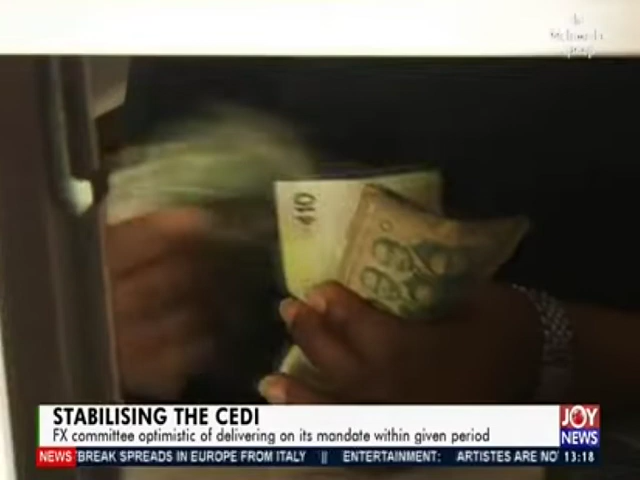 ¢10
STABILISING THE CEDI
FX committee optimistic of delivering on its mandate within given period
JOY
NEWS
NEWS BREAK SPREADS IN EUROPE FROM ITALY || ENTERTAINMENT: ARTISTES ARE NO 13:18